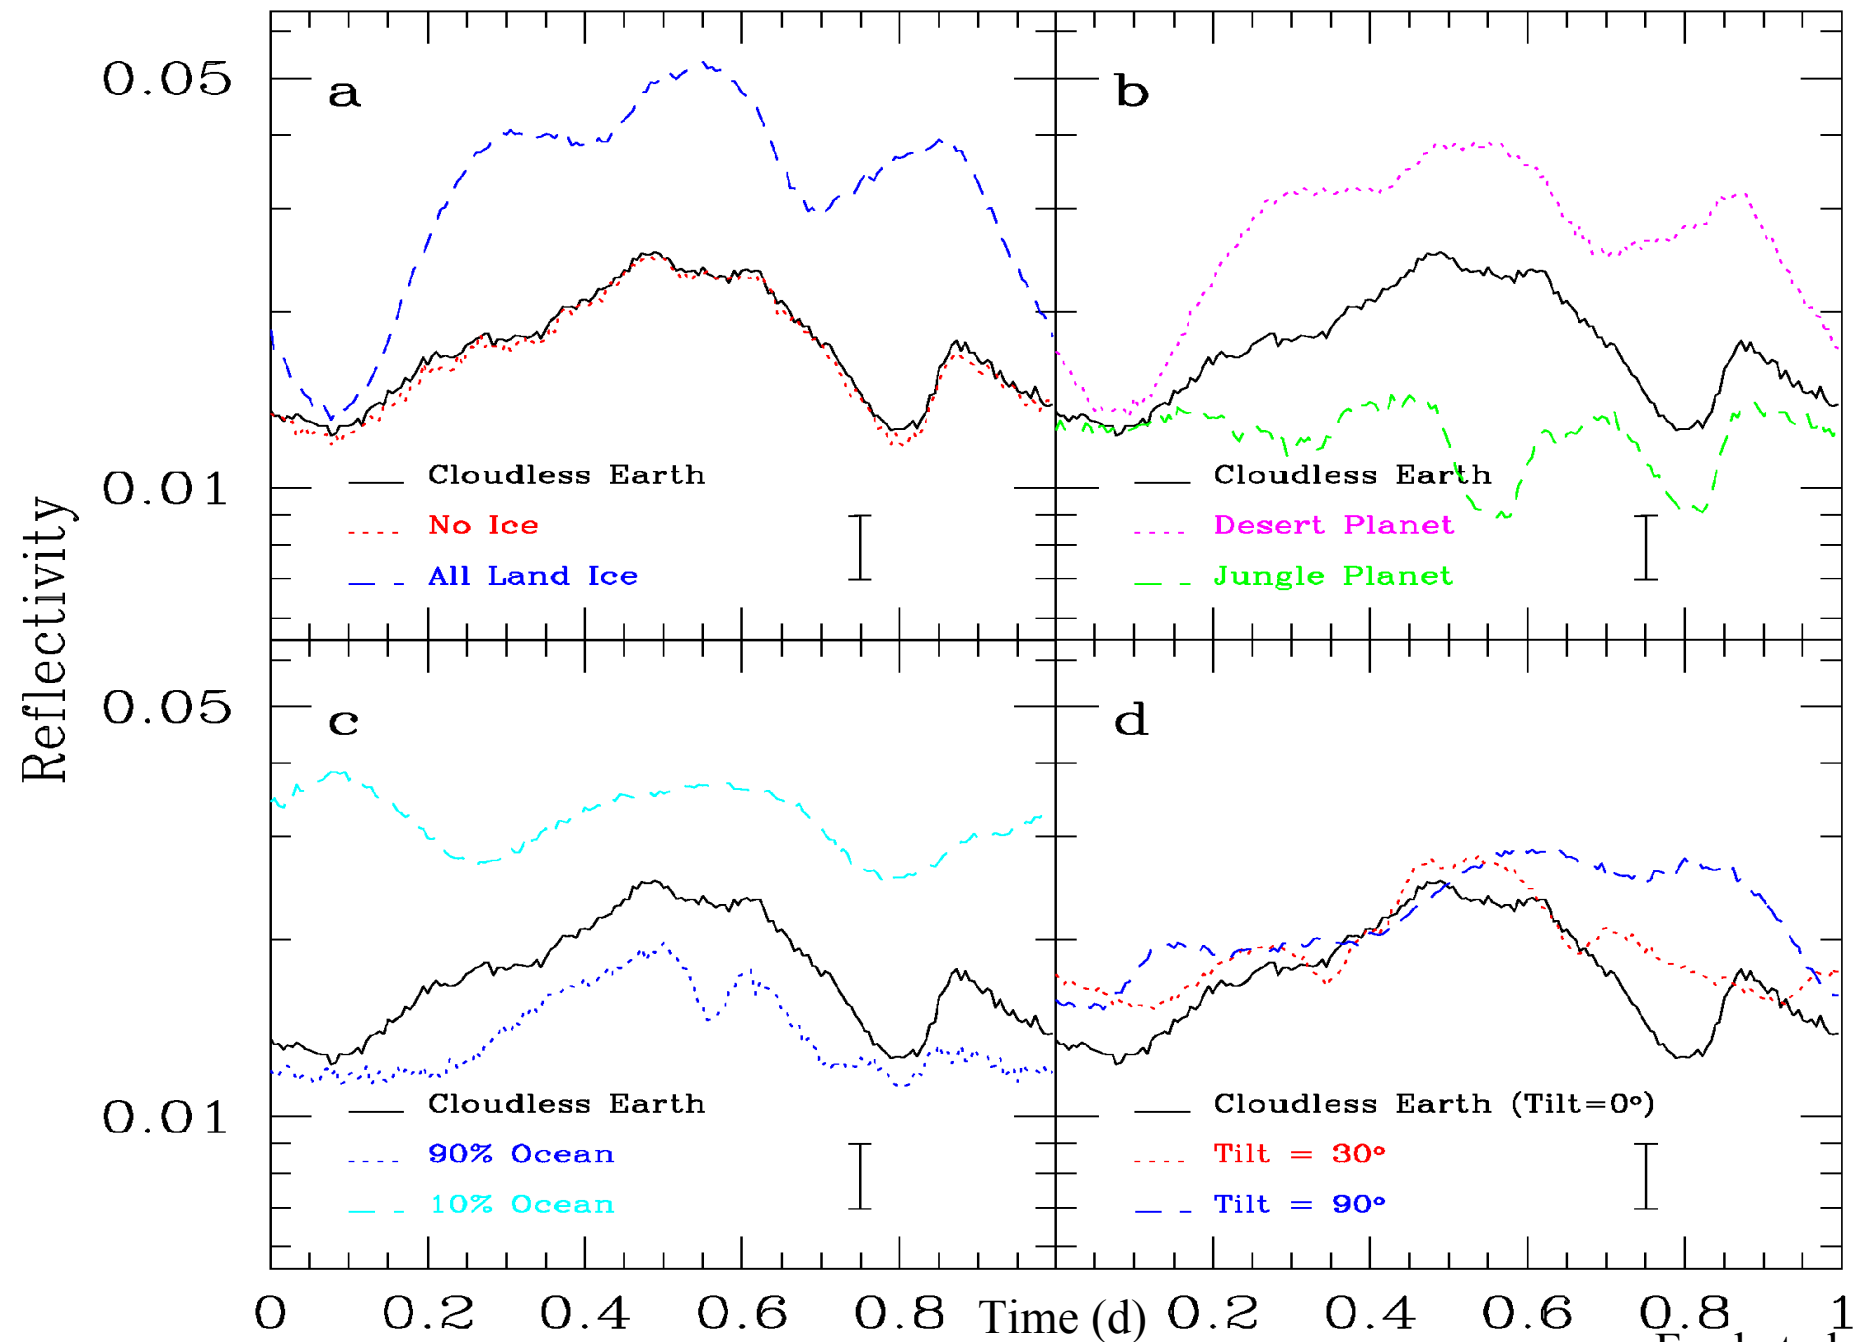 0.05
a
b
0.01
Cloudless Earth
No Ice
All Land Ice
Cloudless Earth
Desert Planet
Jungle Planet
Reflectivity
0.05
c
d
0.01
Cloudless Earth
90% Ocean
10% Ocean
Cloudless Earth (Tilt=0°)
Tilt = 30°
Tilt = 90°
0 0.2 0.4 0.6 0.8 Time (d) 0.2 0.4 0.6 0.8 1